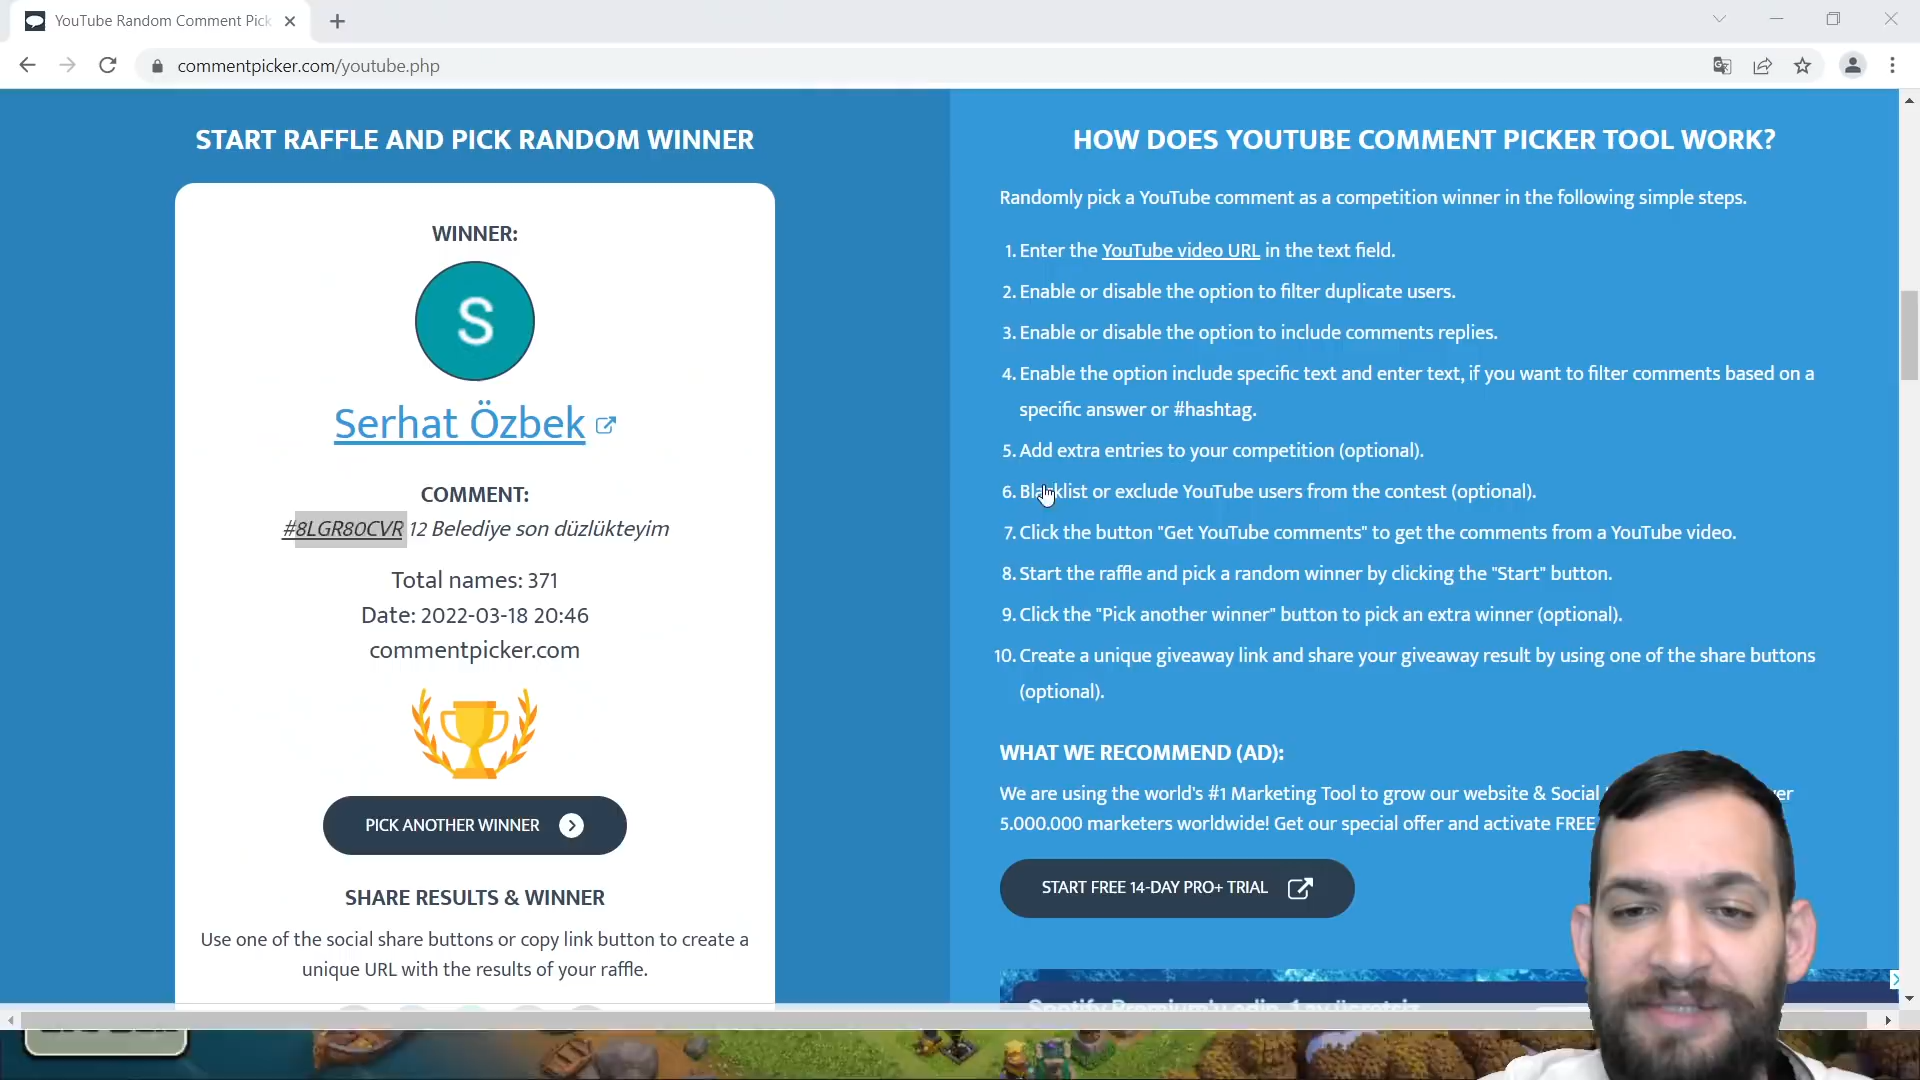 YouTube Random Comment Pick
commentpicker.com/youtube.php
START RAFFLE AND PICK RANDOM WINNER
WINNER:
S
Serhat Özbek
COMMENT:
#8LGR80CVR 12 Belediye son düzlükteyim
Total names: 371
Date: 2022-03-18 20:46
commentpicker.com
PICK ANOTHER WINNER
SHARE RESULTS & WINNER
Use one of the social share buttons or copy link button to create a
unique URL with the results of your raffle.
HOW DOES YOUTUBE COMMENT PICKER TOOL WORK?
Randomly pick a YouTube comment as a competition winner in the following simple steps.
1. Enter the YouTube video URL in the text field.
2. Enable or disable the option to filter duplicate users.
3. Enable or disable the option to include comments replies.
4. Enable the option include specific text and enter text, if you want to filter comments based on a
specific answer or #hashtag.
5. Add extra entries to your competition (optional).
6. Blacklist or exclude YouTube users from the contest (optional).
7. Click the button "Get YouTube comments" to get the comments from a YouTube video.
8. Start the raffle and pick a random winner by clicking the "Start" button.
9. Click the "Pick another winner" button to pick an extra winner (optional).
10. Create a unique giveaway link and share your giveaway result by using one of the share buttons
(optional).
WHAT WE RECOMMEND (AD):
We are using the world's #1 Marketing Tool to grow our website & Social
5.000.000 marketers worldwide! Get our special offer and activate FREE
START FREE 14-DAY PRO+ TRIAL